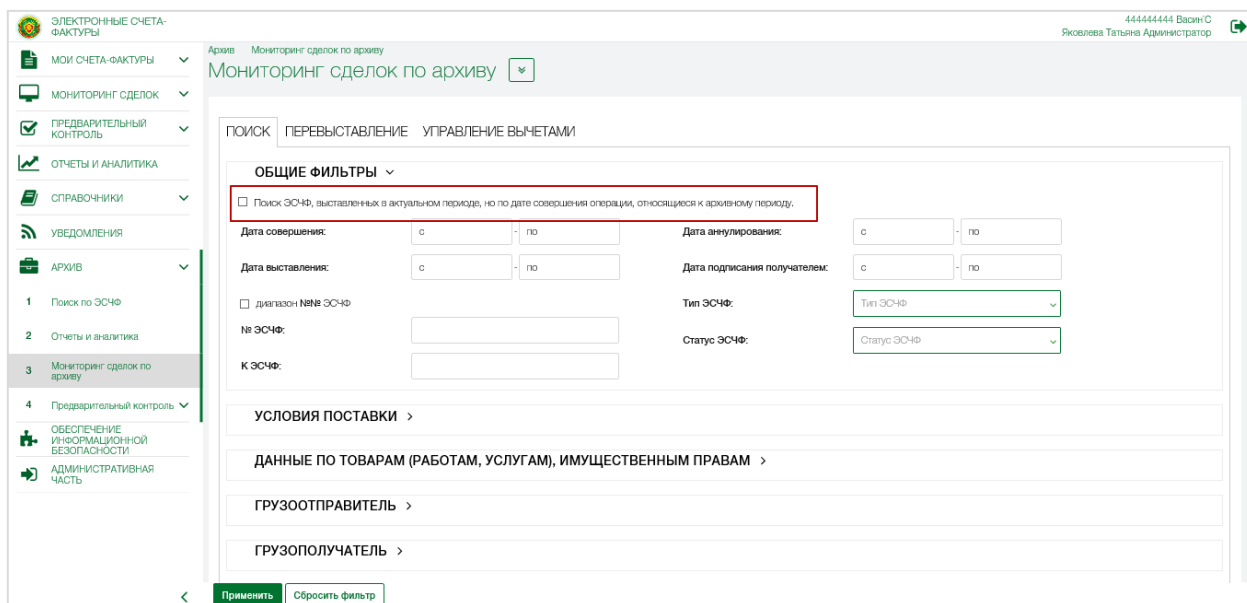 ЭЛЕКТРОННЫЕ СЧЕТА-
ФАКТУРЫ
444444444 Васин'С
Яковлева Татьяна Администратор
МОИ СЧЕТА-ФАКТУРЫ
МОНИТОРИНГ СДЕЛОК
ПРЕДВАРИТЕЛЬНЫЙ
КОНТРОЛЬ
ОТЧЕТЫ И АНАЛИТИКА
СПРАВОЧНИКИ
УВЕДОМЛЕНИЯ
АРХИВ
1 Поиск по ЭСЧФ
2 Отчеты и аналитика
3 Мониторинг сделок по
архиву
4 Предварительный контроль
ОБЕСПЕЧЕНИЕ
ИНФОРМАЦИОННОЙ
БЕЗОПАСНОСТИ
АДМИНИСТРАТИВНАЯ
ЧАСТЬ
Архив Мониторинг сделок по архиву
Мониторинг сделок по архиву
ПОИСК ПЕРЕВЫСТАВЛЕНИЕ УПРАВЛЕНИЕ ВЫЧЕТАМИ
ОБЩИЕ ФИЛЬТРЫ
Поиск ЭСЧФ, выставленных в актуальном периоде, но по дате совершения операции, относящиеся к архивному периоду.
Дата совершения: с - по Дата аннулирования: с - по
Дата выставления: с - по Дата подписания получателем: с - по
диапазон №№ ЭСЧФ Тип ЭСЧФ: Тип ЭСЧФ
№ ЭСЧФ:
Статус ЭСЧФ: Статус ЭСЧФ
К ЭСЧФ:
УСЛОВИЯ ПОСТАВКИ >
ДАННЫЕ ПО ТОВАРАМ (РАБОТАМ, УСЛУГАМ), ИМУЩЕСТВЕННЫМ ПРАВАМ >
ГРУЗООТПРАВИТЕЛЬ >
ГРУЗОПОЛУЧАТЕЛЬ >
Применить Сбросить фильтр